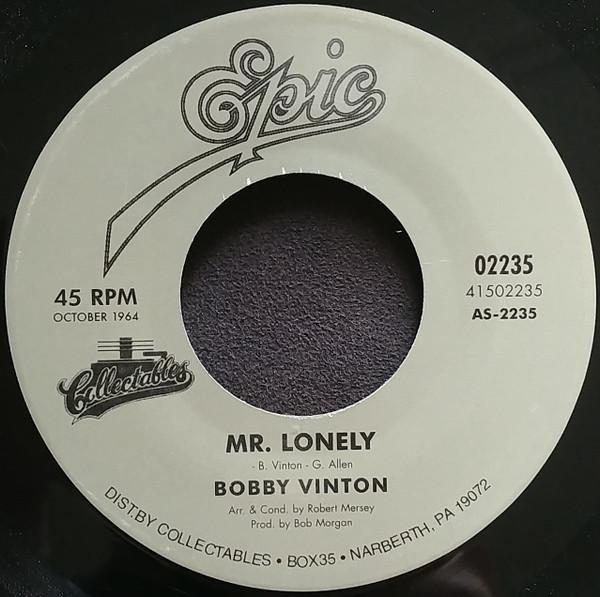 Epic
45 RPM
OCTOBER 1964
02235
41502235
AS-2235
Collectables
MR. LONELY
- B. Vinton - G. Allen
BOBBY VINTON
Arr. & Cond. by Robert Mersey
Prod. by Bob Morgan
DIST.BY COLLECTABLES • BOX35 • NARBERTH, PA 19072